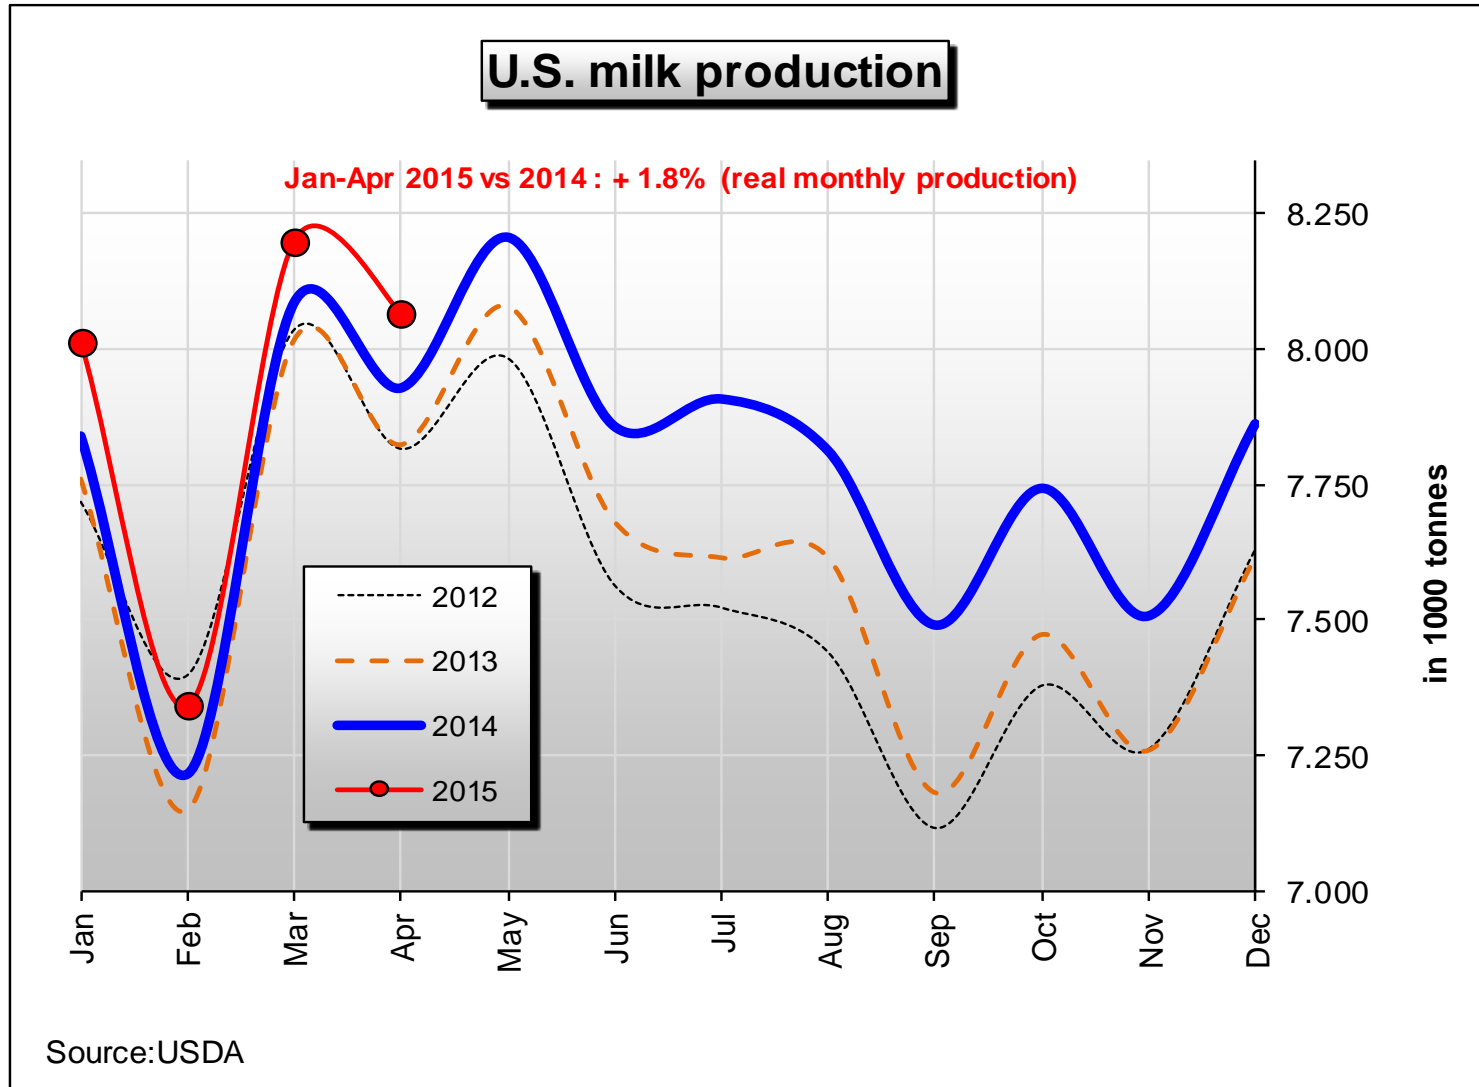 U.S. milk production
Jan-Apr 2015 vs 2014 : + 1.8% (real monthly production)
8.250
8.000
7.750
7.500
7.250
7.000
in 1000 tonnes
2012
2013
2014
2015
Jan
Feb
Mar
Apr
May
Jun
Jul
Aug
Sep
Oct
Nov
Dec
Source:USDA